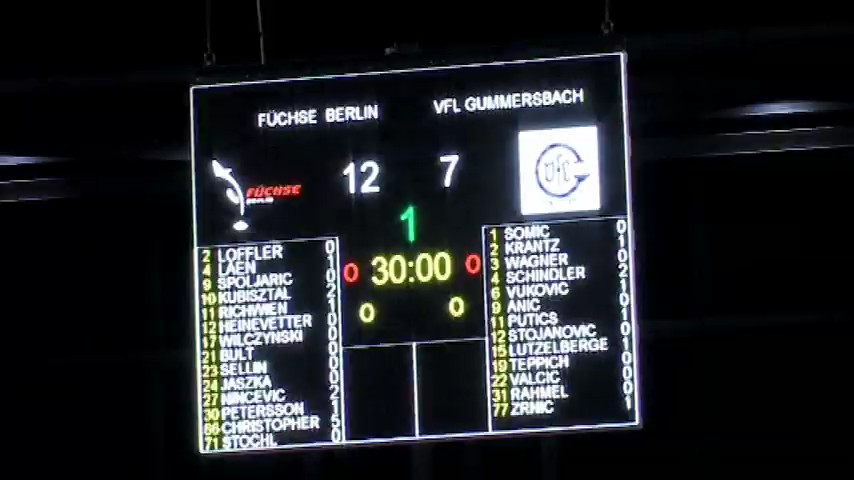 FÜCHSE BERLIN
VFL GUMMERSBACH
FÜCHSE
BERLIN
12
7
VfL
1
0
30:00
0
0
0
2 LOFFLER 0
4 LAEN 1
9 SPOLJARIC 0
10 KUBISZTAL 2
11 RICHWIEN 1
12 HEINEVETTER 0
17 WILCZYNSKI 0
21 BULT 0
23 SELLIN 0
24 JASZKA 0
27 NINCEVIC 2
30 PETERSSON 1
66 CHRISTOPHER 5
71 STOCHL 0
1 SOMIC 0
2 KRANTZ 1
3 WAGNER 0
4 SCHINDLER 2
6 VUKOVIC 1
9 ANIC 0
11 PUTICS 1
12 STOJANOVIC 0
15 LUTZELBERGE 1
19 TEPPICH 0
22 VALCIC 0
31 RAHMEL 0
77 ZRNIC 1